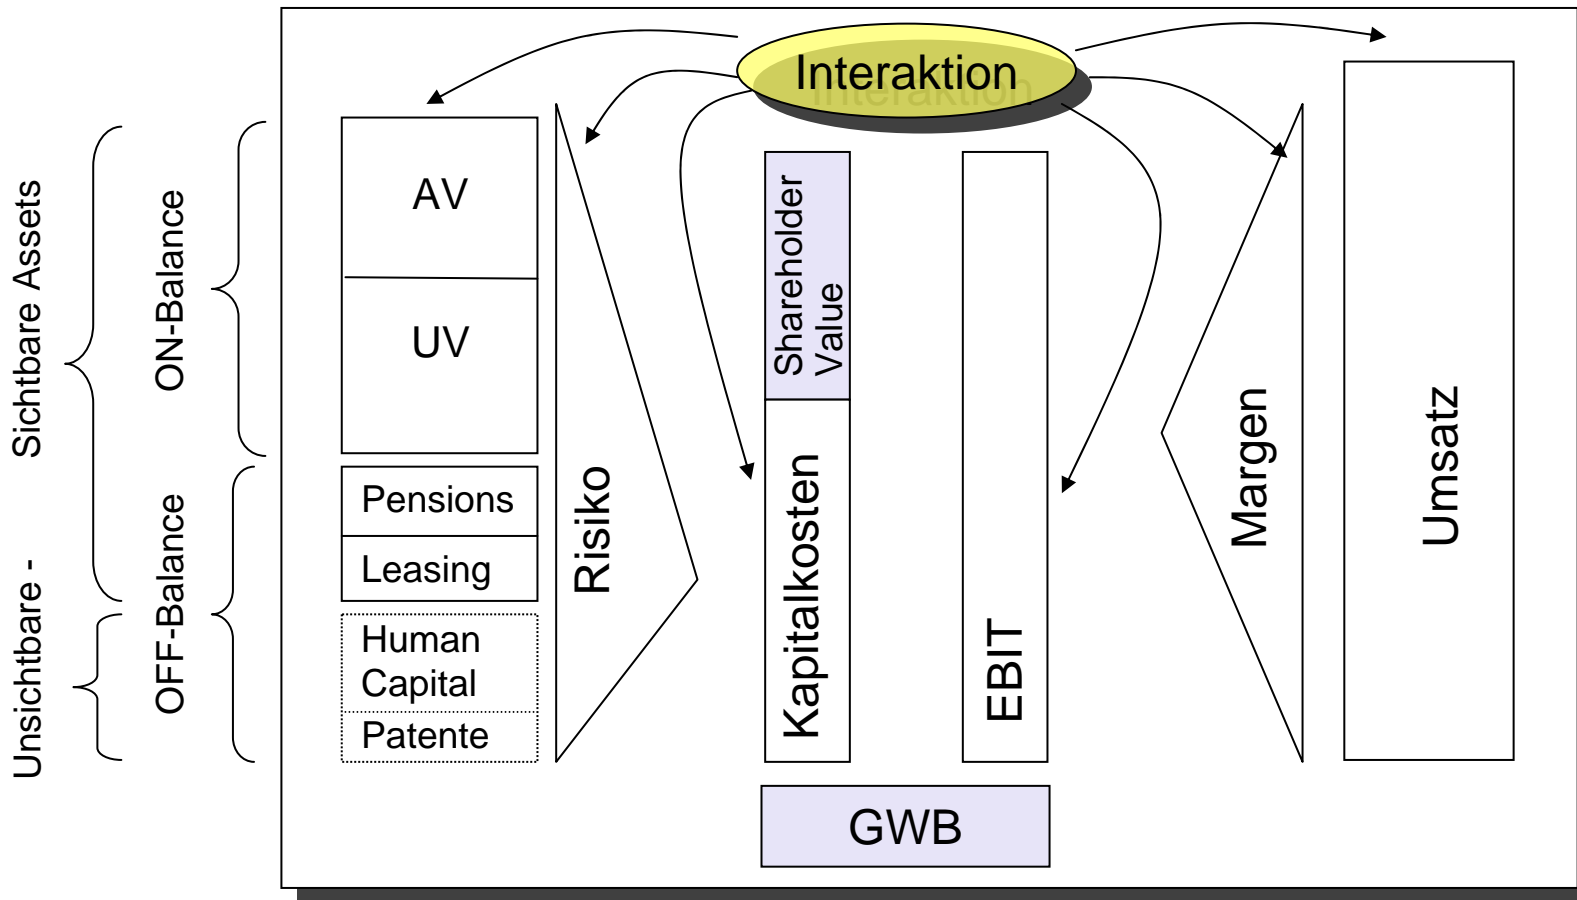 Interaktion
Sichtbare Assets
Unsichtbare -
ON-Balance
OFF-Balance
AV
UV
Pensions
Leasing
Human
Capital
Patente
Risiko
Shareholder
Value
Kapitalkosten
EBIT
Margen
Umsatz
GWB